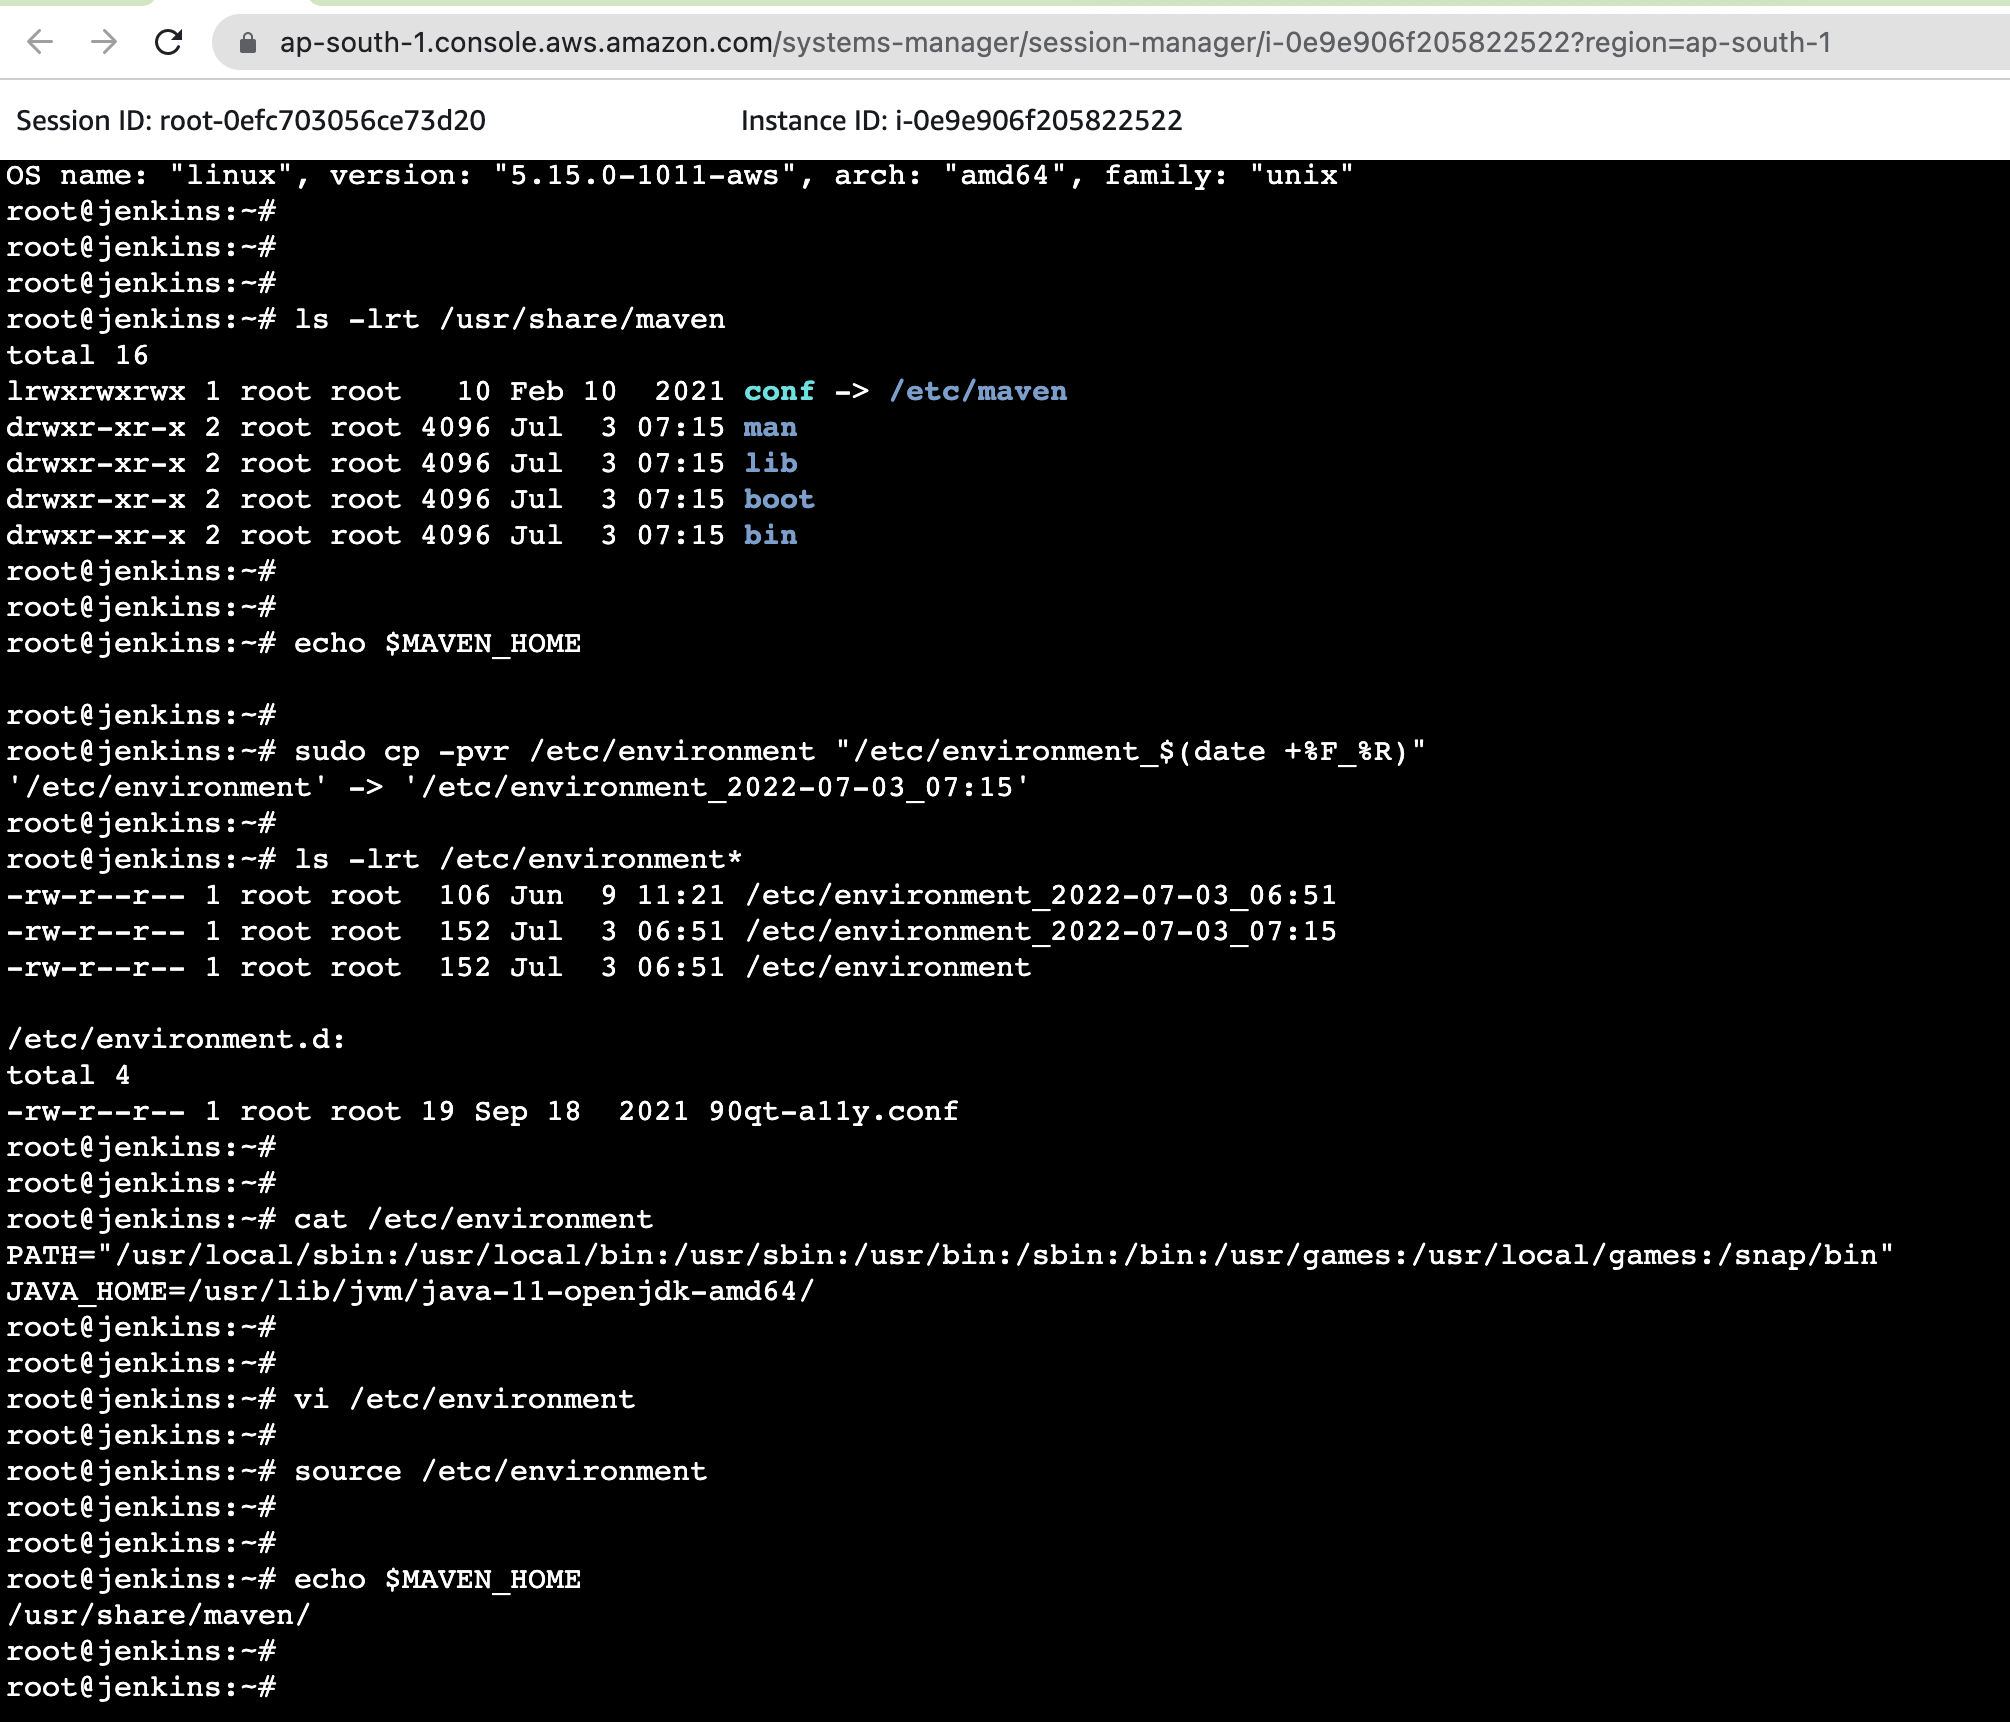 ap-south-1.console.aws.amazon.com/systems-manager/session-manager/i-0e9e906f205822522?region=ap-south-1
Session ID: root-0efc703056ce73d20 Instance ID: i-0e9e906f205822522
OS name: "linux", version: "5.15.0-1011-aws", arch: "amd64", family: "unix"
root@jenkins:~#
root@jenkins:~#
root@jenkins:~#
root@jenkins:~# ls -lrt /usr/share/maven
total 16
lrwxrwxrwx 1 root root   10 Feb 10  2021 conf -> /etc/maven
drwxr-xr-x 2 root root 4096 Jul  3 07:15 man
drwxr-xr-x 2 root root 4096 Jul  3 07:15 lib
drwxr-xr-x 2 root root 4096 Jul  3 07:15 boot
drwxr-xr-x 2 root root 4096 Jul  3 07:15 bin
root@jenkins:~#
root@jenkins:~#
root@jenkins:~# echo $MAVEN_HOME
root@jenkins:~#
root@jenkins:~# sudo cp -pvr /etc/environment "/etc/environment_$(date +%F_%R)"
'/etc/environment' -> '/etc/environment_2022-07-03_07:15'
root@jenkins:~#
root@jenkins:~# ls -lrt /etc/environment*
-rw-r--r-- 1 root root  106 Jun  9 11:21 /etc/environment_2022-07-03_06:51
-rw-r--r-- 1 root root  152 Jul  3 06:51 /etc/environment_2022-07-03_07:15
-rw-r--r-- 1 root root  152 Jul  3 06:51 /etc/environment
/etc/environment.d:
total 4
-rw-r--r-- 1 root root 19 Sep 18  2021 90qt-a11y.conf
root@jenkins:~#
root@jenkins:~#
root@jenkins:~# cat /etc/environment
PATH="/usr/local/sbin:/usr/local/bin:/usr/sbin:/usr/bin:/sbin:/bin:/usr/games:/usr/local/games:/snap/bin"
JAVA_HOME=/usr/lib/jvm/java-11-openjdk-amd64/
root@jenkins:~#
root@jenkins:~#
root@jenkins:~# vi /etc/environment
root@jenkins:~#
root@jenkins:~# source /etc/environment
root@jenkins:~#
root@jenkins:~#
root@jenkins:~# echo $MAVEN_HOME
/usr/share/maven/
root@jenkins:~#
root@jenkins:~#